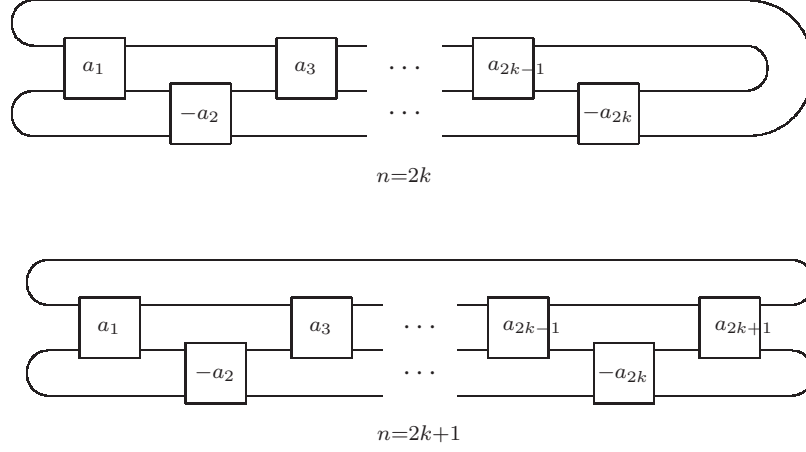 a₁ a₃ ⋯ a₂ₖ₋₁
−a₂ ⋯ −a₂ₖ
n=2k
a₁ a₃ ⋯ a₂ₖ₋₁ a₂ₖ₊₁
−a₂ ⋯ −a₂ₖ
n=2k+1